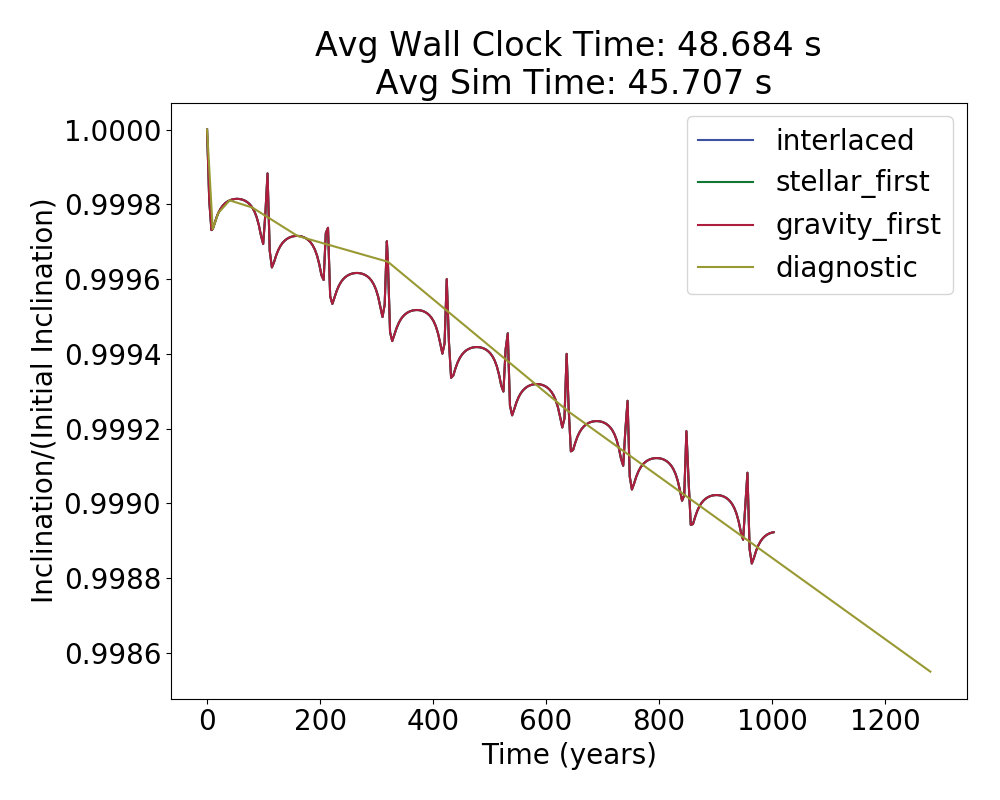 Avg Wall Clock Time: 48.684 s
Avg Sim Time: 45.707 s
interlaced
stellar_first
gravity_first
diagnostic
1.0000
0.9998
0.9996
0.9994
0.9992
0.9990
0.9988
0.9986
Inclination/(Initial Inclination)
0 200 400 600 800 1000 1200
Time (years)